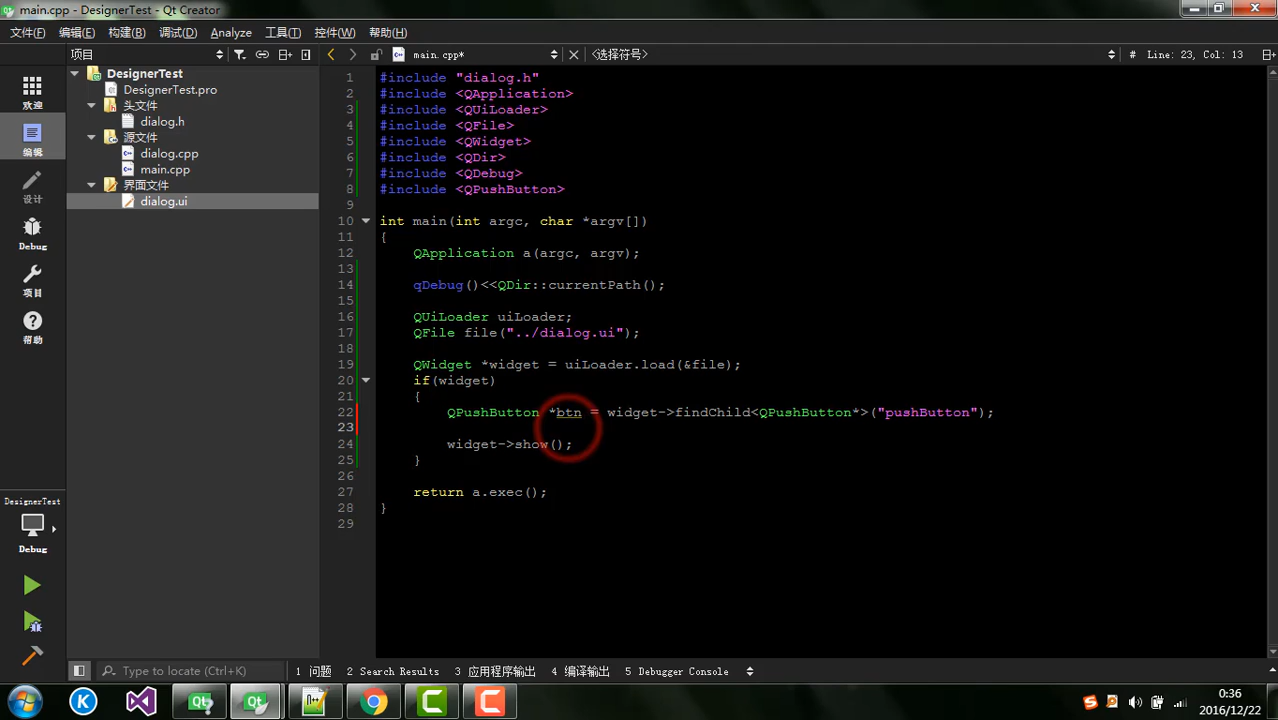 main.cpp - DesignerTest - Qt Creator
文件(F) 编辑(E) 构建(B) 调试(D) Analyze 工具(T) 控件(W) 帮助(H)
项目
main.cpp*
<选择符号>
# Line: 23, Col: 13
欢迎
编辑
设计
Debug
项目
帮助
DesignerTest
Debug
DesignerTest
DesignerTest.pro
头文件
dialog.h
源文件
dialog.cpp
main.cpp
界面文件
dialog.ui
1 #include "dialog.h"
2 #include <QApplication>
3 #include <QUiLoader>
4 #include <QFile>
5 #include <QWidget>
6 #include <QDir>
7 #include <QDebug>
8 #include <QPushButton>
9
10 int main(int argc, char *argv[])
11 {
12 QApplication a(argc, argv);
13
14 qDebug()<<QDir::currentPath();
15
16 QUiLoader uiLoader;
17 QFile file("../dialog.ui");
18
19 QWidget *widget = uiLoader.load(&file);
20 if(widget)
21 {
22 QPushButton *btn = widget->findChild<QPushButton*>("pushButton");
23
24 widget->show();
25 }
26
27 return a.exec();
28 }
29
Type to locate (Ctrl+K)
1 问题 2 Search Results 3 应用程序输出 4 编译输出 5 Debugger Console
0:36
2016/12/22